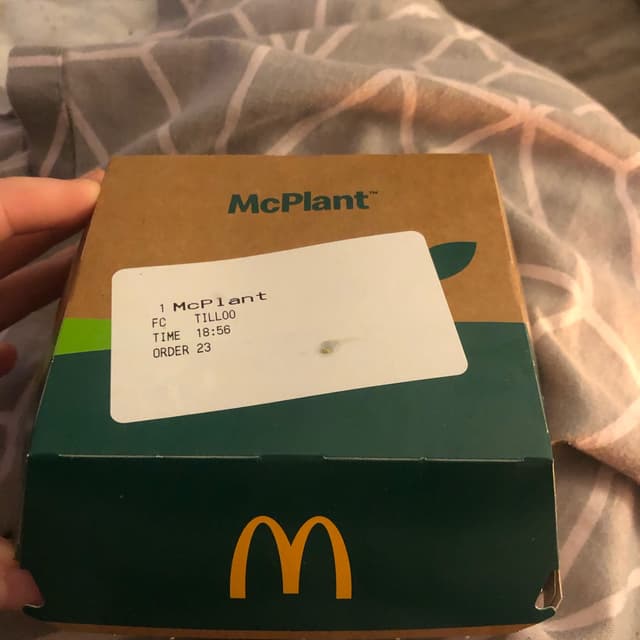 McPlant™
1 McPlant
FC TILL00
TIME 18:56
ORDER 23